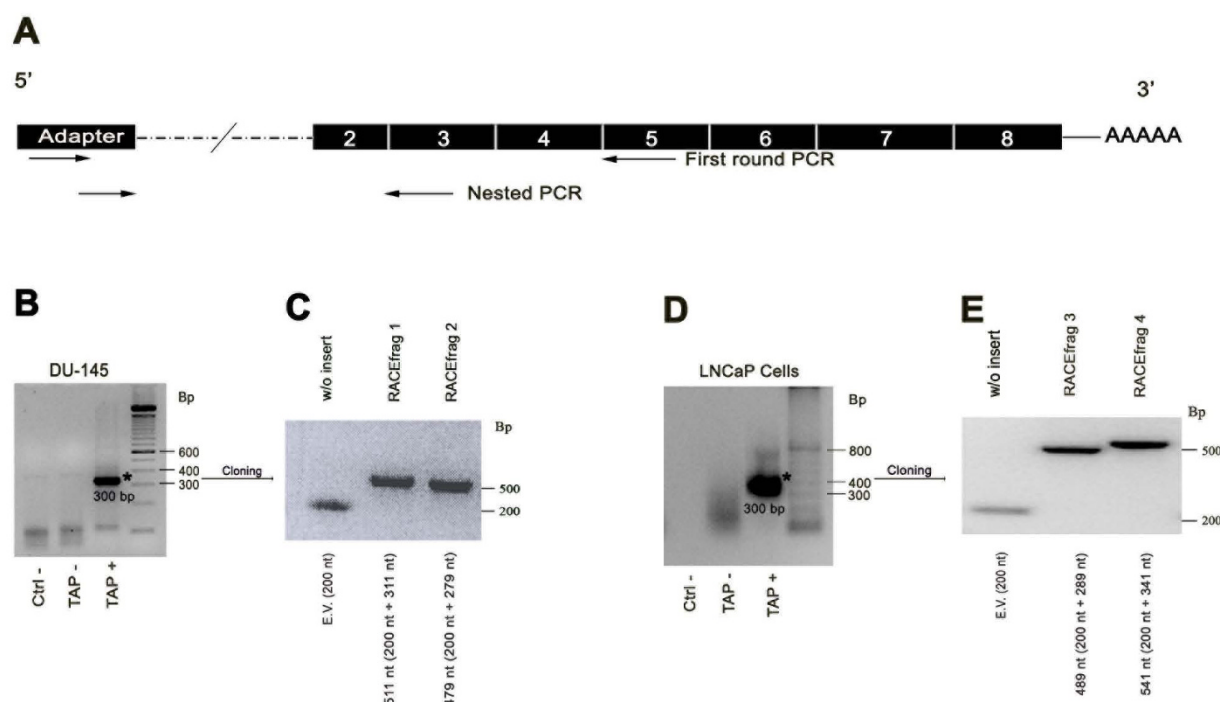 A
5'
3'
Adapter
2 3 4 5 6 7 8
AAAAA
First round PCR
Nested PCR
B
DU-145
Bp
600
400
300
*
300 bp
Cloning
Ctrl -
TAP -
TAP +
C
w/o insert
RACEfrag 1
RACEfrag 2
Bp
500
200
E.V. (200 nt)
511 nt (200 nt + 311 nt)
479 nt (200 nt + 279 nt)
D
LNCaP Cells
Bp
800
400
300
*
300 bp
Cloning
Ctrl -
TAP -
TAP +
E
w/o insert
RACEfrag 3
RACEfrag 4
Bp
500
200
E.V. (200 nt)
489 nt (200 nt + 289 nt)
541 nt (200 nt + 341 nt)